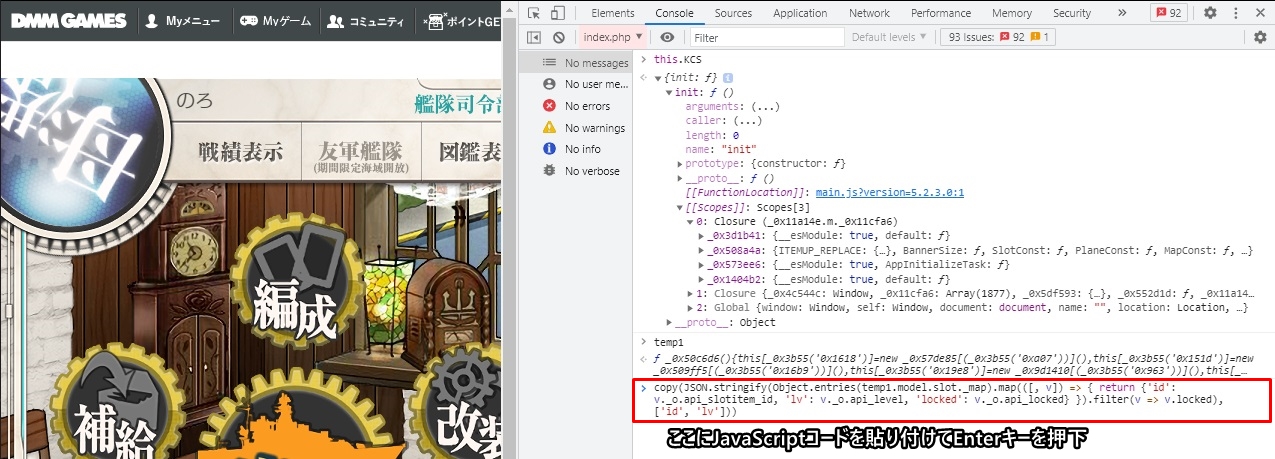 DMM GAMES
Myメニュー
Myゲーム
コミュニティ
ポイントGE
のろ
艦隊司令部
戦績表示
友軍艦隊
(期間限定海域開放)
図鑑表
編成
補給
改装
Elements Console Sources Application Network Performance Memory Security » 92
index.php ▼ Filter Default levels ▼ 93 Issues: 92 1
No messages
No user me...
No errors
No warnings
No info
No verbose
> this.KCS
▼{init: ƒ} i
▼init: ƒ ()
arguments: (...)
caller: (...)
length: 0
name: "init"
▶prototype: {constructor: ƒ}
▶__proto__: ƒ ()
[[FunctionLocation]]: main.js?version=5.2.3.0:1
▼[[Scopes]]: Scopes[3]
▼0: Closure (_0x11a14e.m._0x11cfa6)
▶_0x3d1b41: {__esModule: true, default: ƒ}
▶_0x508a4a: {ITEMUP_REPLACE: {…}, BannerSize: ƒ, SlotConst: ƒ, PlaneConst: ƒ, MapConst: ƒ, …}
▶_0x573ee6: {__esModule: true, AppInitializeTask: ƒ}
▶_0x1404b2: {__esModule: true, default: ƒ}
▶1: Closure {_0x4c544c: Window, _0x11cfa6: Array(1877), _0x5df593: {…}, _0x552d1d: ƒ, _0x11a14…
▶2: Global {window: Window, self: Window, document: document, name: "", location: Location, …}
▶__proto__: Object
> temp1
ƒ _0x50c6d6(){this[_0x3b55('0x1618')]=new _0x57de85[(_0x3b55('0xa07'))](),this[_0x3b55('0x151d')]=new
_0x509ff5[(_0x3b55('0x16b9'))](),this[_0x3b55('0x19e8')]=new _0x9d1410[(_0x3b55('0x963'))](),this[_…
> copy(JSON.stringify(Object.entries(temp1.model.slot._map).map(([, v]) => { return {'id':
v._o.api_slotitem_id, 'lv': v._o.api_level, 'locked': v._o.api_locked} }).filter(v => v.locked),
['id', 'lv']))
ここにJavaScriptコードを貼り付けてEnterキーを押下